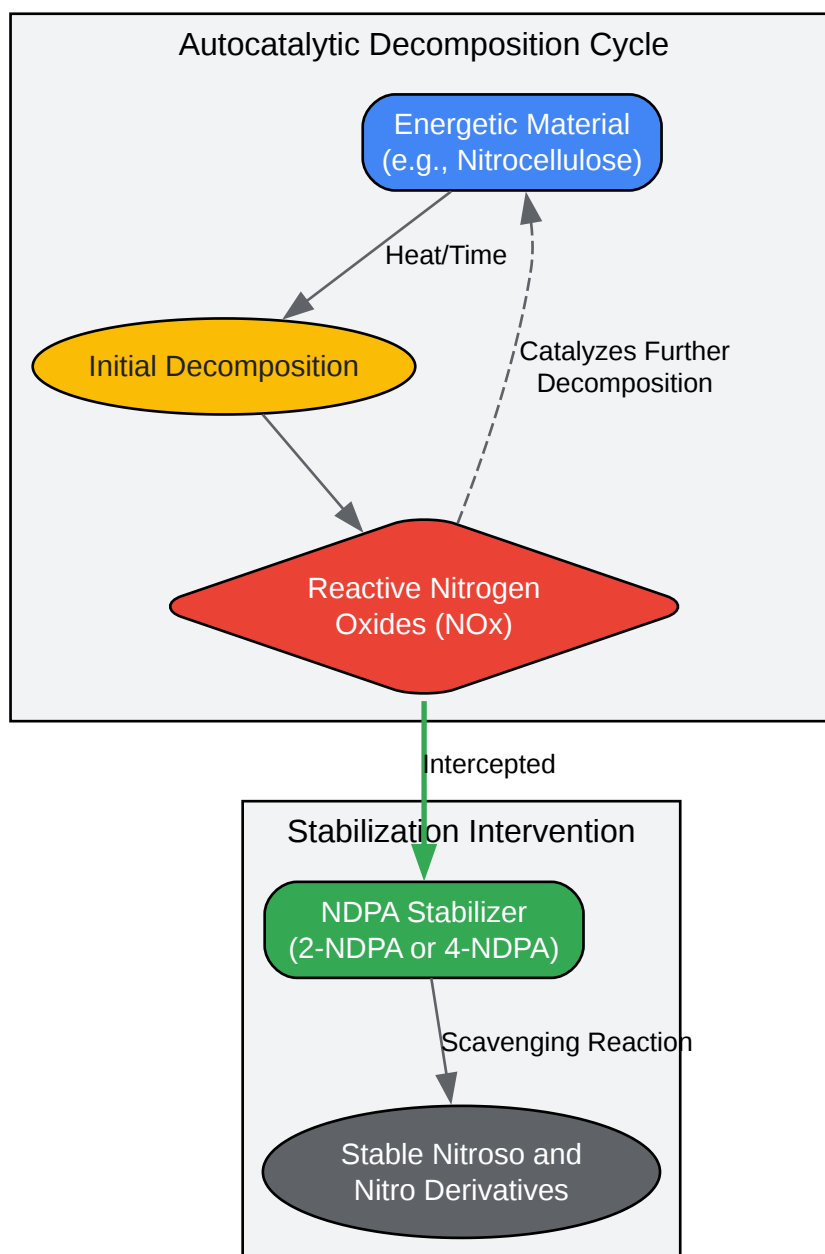 Autocatalytic Decomposition Cycle
Energetic Material
(e.g., Nitrocellulose)
Heat/Time
Initial Decomposition
Catalyzes Further
Decomposition
Reactive Nitrogen
Oxides (NOx)
Intercepted
Stabilization Intervention
NDPA Stabilizer
(2-NDPA or 4-NDPA)
Scavenging Reaction
Stable Nitroso and
Nitro Derivatives